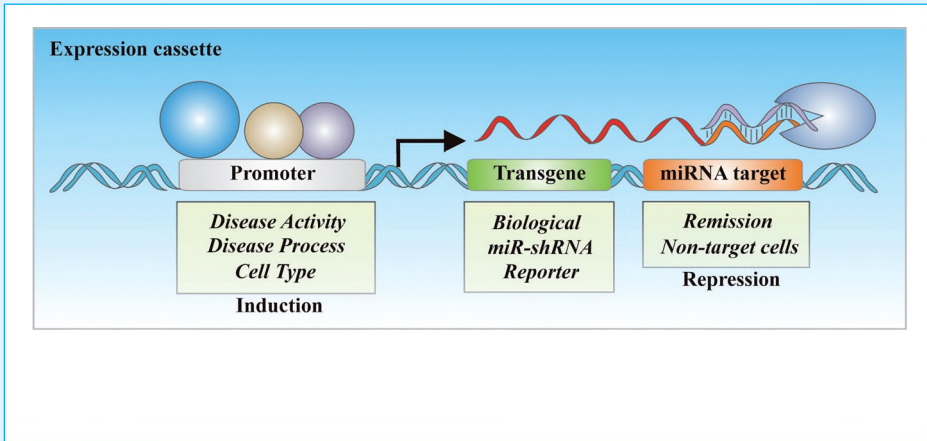 Expression cassette
Promoter
Transgene
miRNA target
Disease Activity
Disease Process
Cell Type
Induction
Biological
miR-shRNA
Reporter
Remission
Non-target cells
Repression